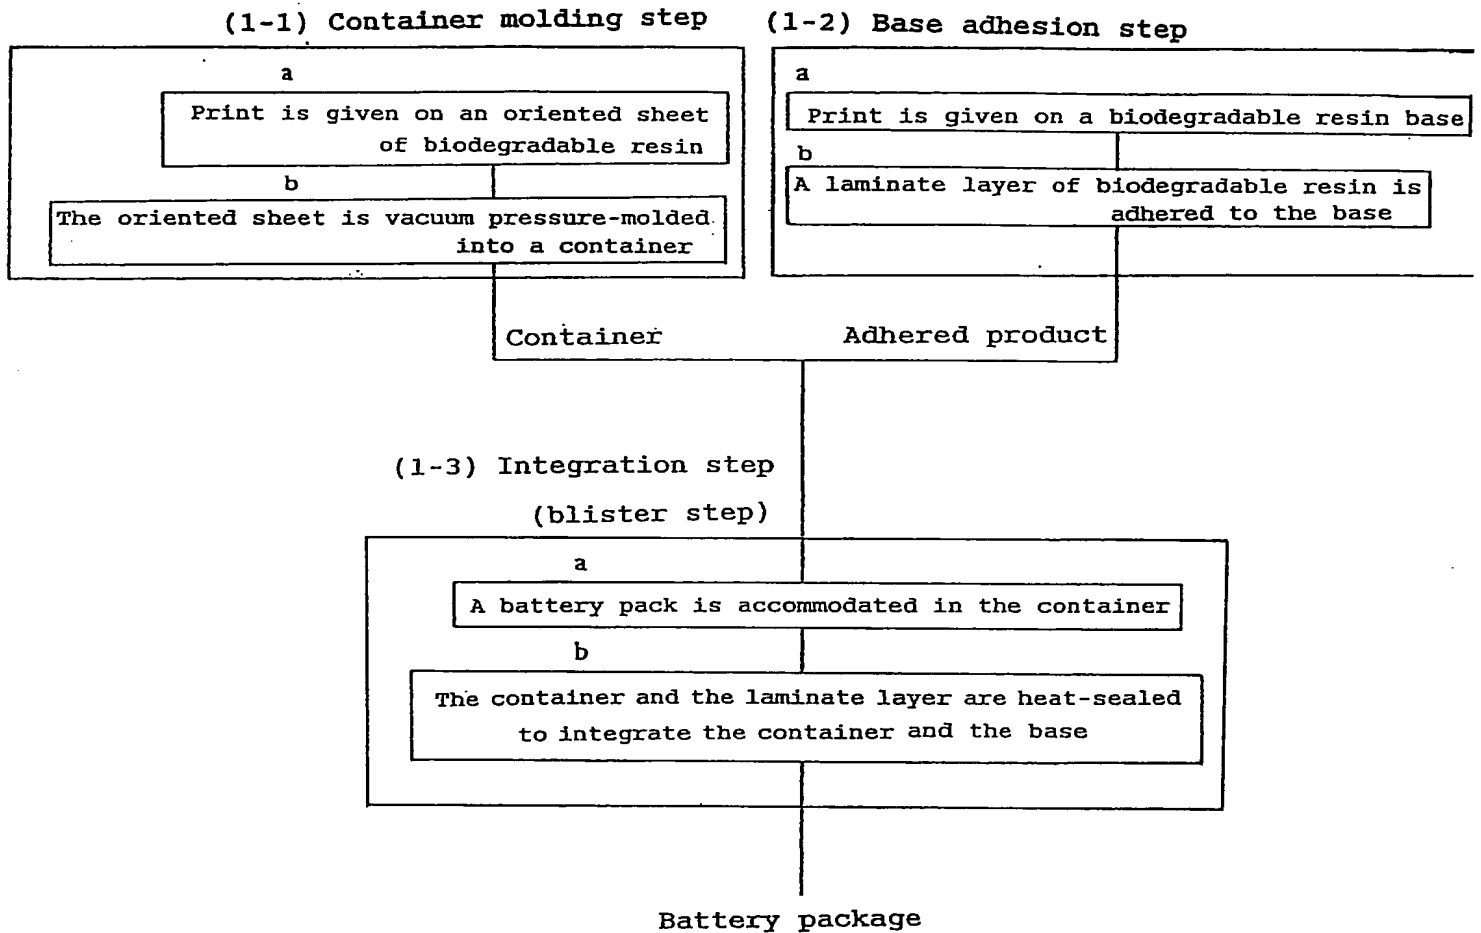 (1-1) Container molding step
a
Print is given on an oriented sheet
of biodegradable resin
b
The oriented sheet is vacuum pressure-molded
into a container
(1-2) Base adhesion step
a
Print is given on a biodegradable resin base
b
A laminate layer of biodegradable resin is
adhered to the base
Container
Adhered product
(1-3) Integration step
(blister step)
a
A battery pack is accommodated in the container
b
The container and the laminate layer are heat-sealed
to integrate the container and the base
Battery package